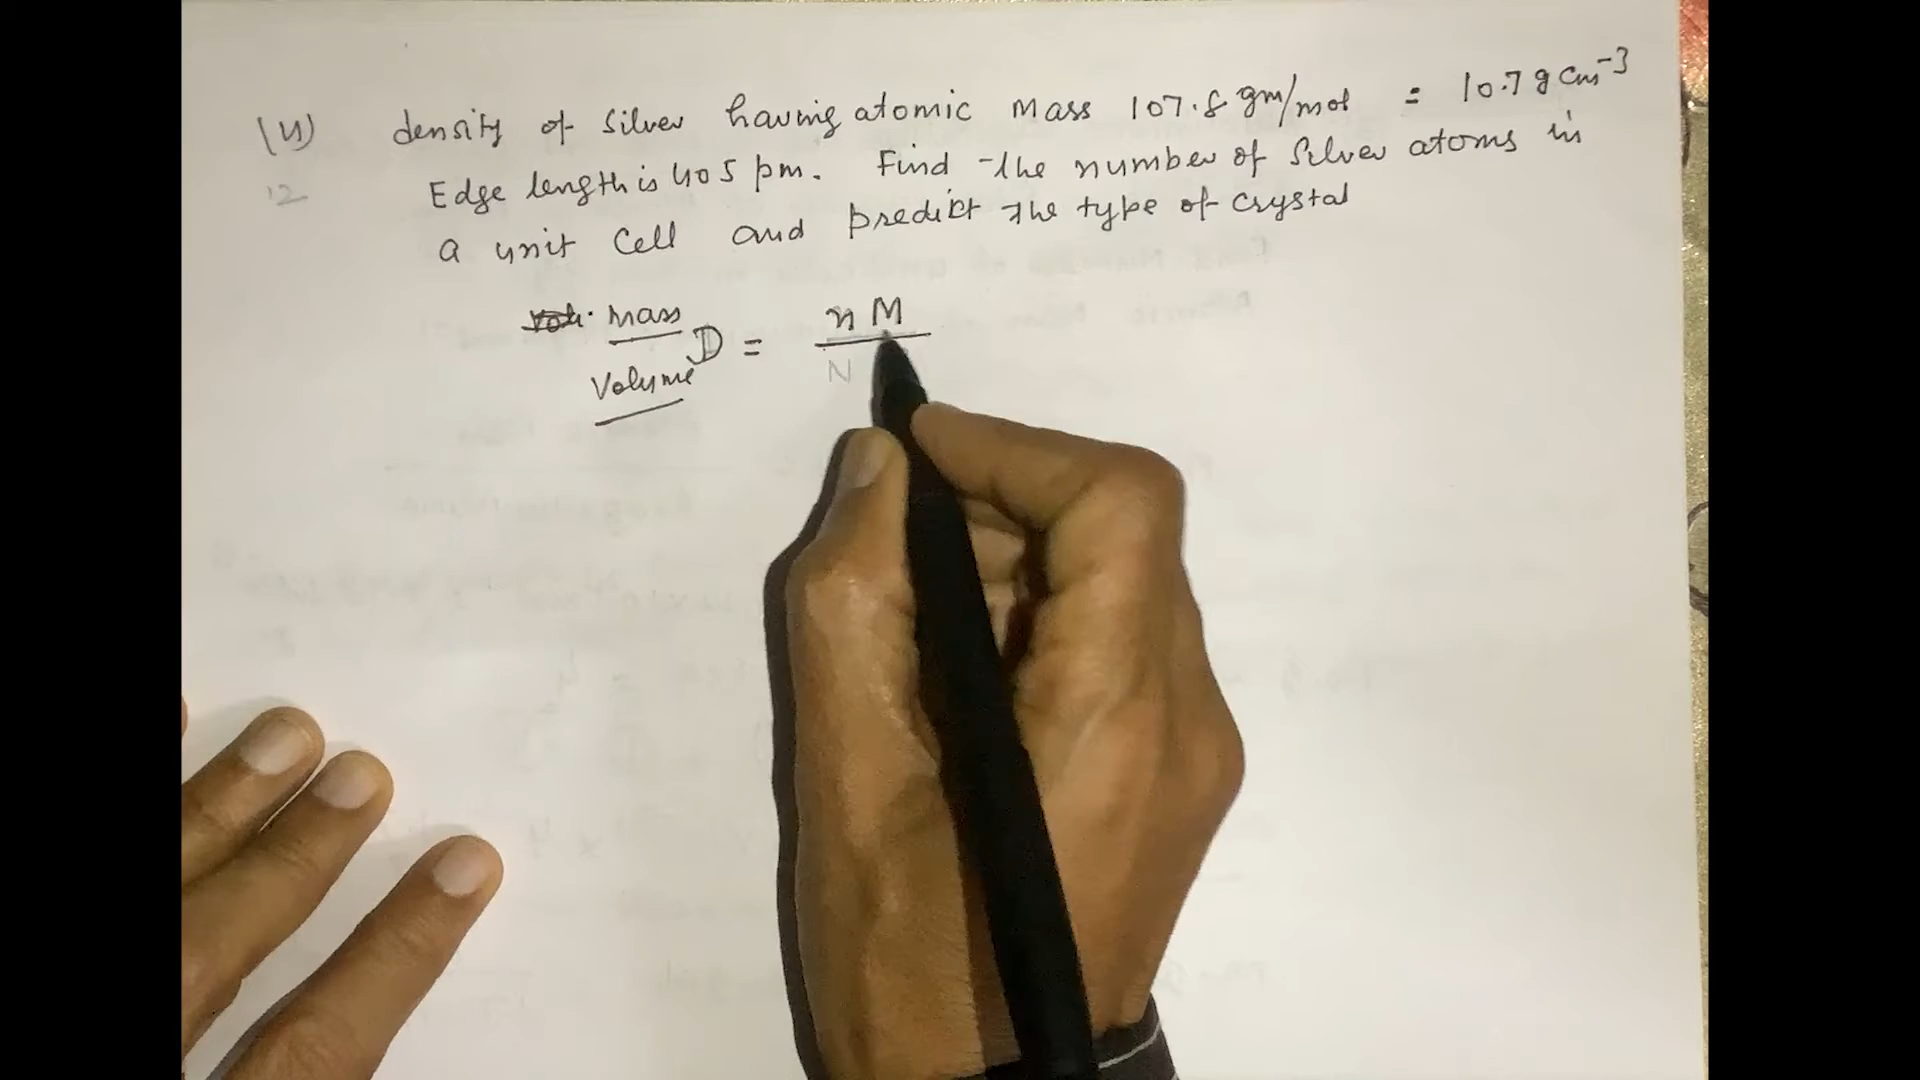 (4) density of silver having atomic mass 107.8 gm/mol = 10.7 g cm-3
12 Edge length is 405 pm. Find the number of silver atoms in
a unit cell and predict the type of crystal
mass
Volume
D = n M
N